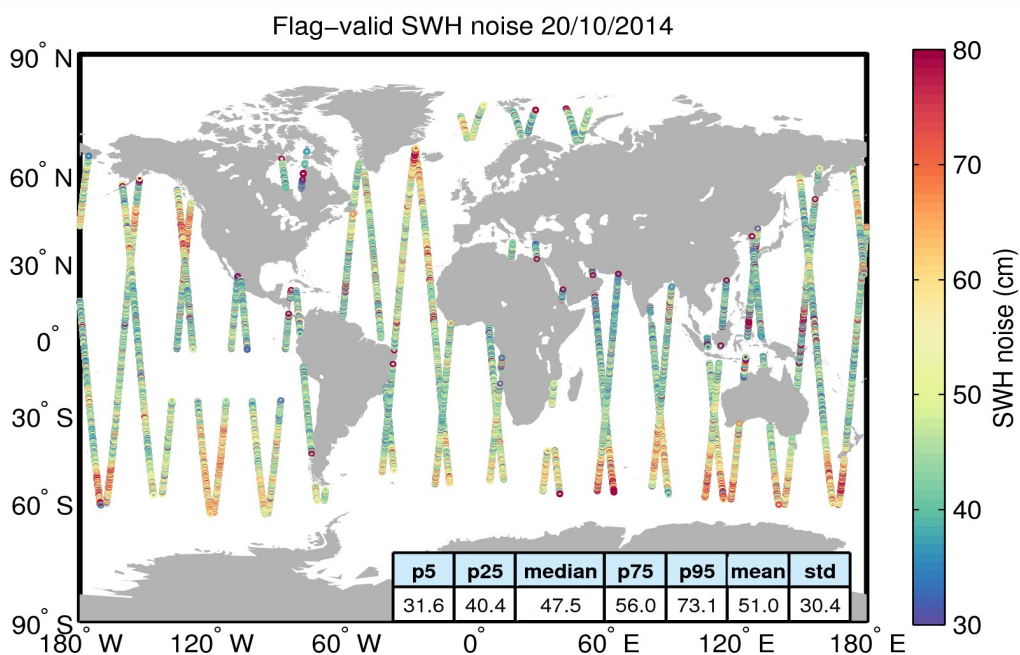 Flag−valid SWH noise 20/10/2014
90° N
60° N
30° N
0°
30° S
60° S
90° S
180° W
120° W
60° W
0°
60° E
120° E
180° E
80
70
60
50
40
30
SWH noise (cm)
p5 p25 median p75 p95 mean std
31.6 40.4 47.5 56.0 73.1 51.0 30.4